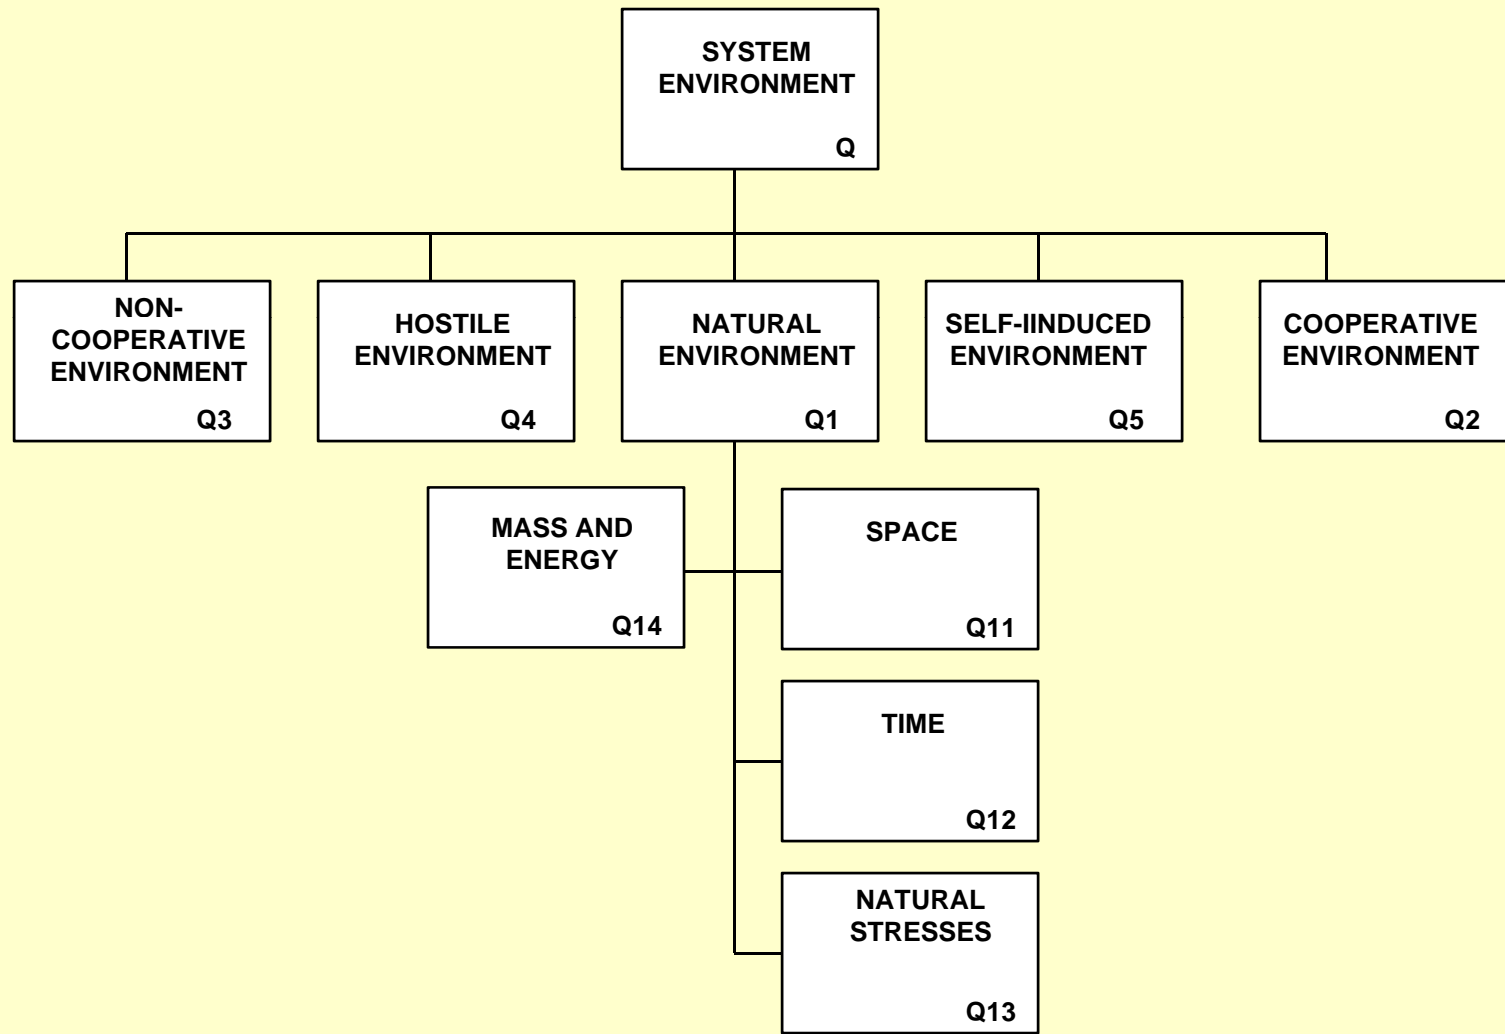 SYSTEM
ENVIRONMENT
Q
NON-
COOPERATIVE
ENVIRONMENT
Q3
HOSTILE
ENVIRONMENT
Q4
NATURAL
ENVIRONMENT
Q1
SELF-IINDUCED
ENVIRONMENT
Q5
COOPERATIVE
ENVIRONMENT
Q2
MASS AND
ENERGY
Q14
SPACE
Q11
TIME
Q12
NATURAL
STRESSES
Q13